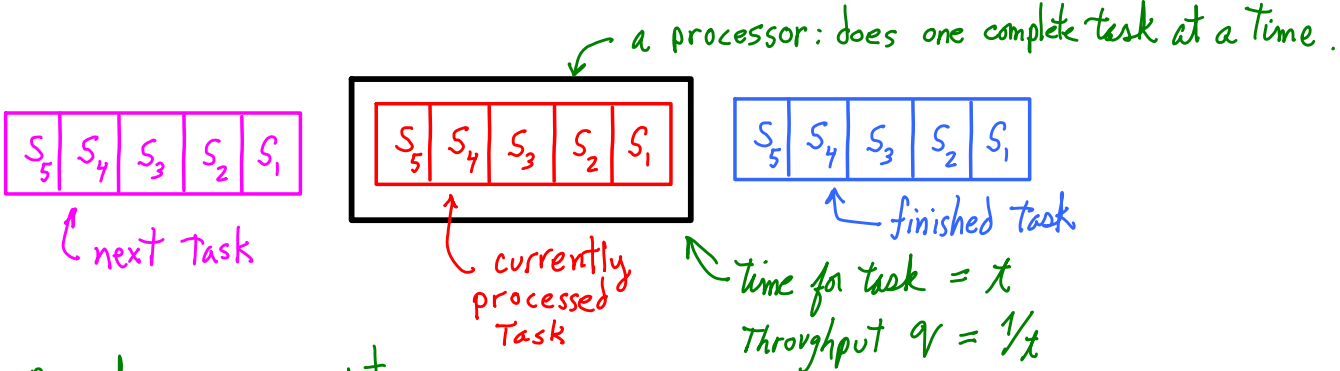 a processor: does one complete task at a time.
S5 S4 S3 S2 S1
S5 S4 S3 S2 S1
S5 S4 S3 S2 S1
next Task
currently
processed
Task
finished task
time for task = t
Throughput q = 1/t